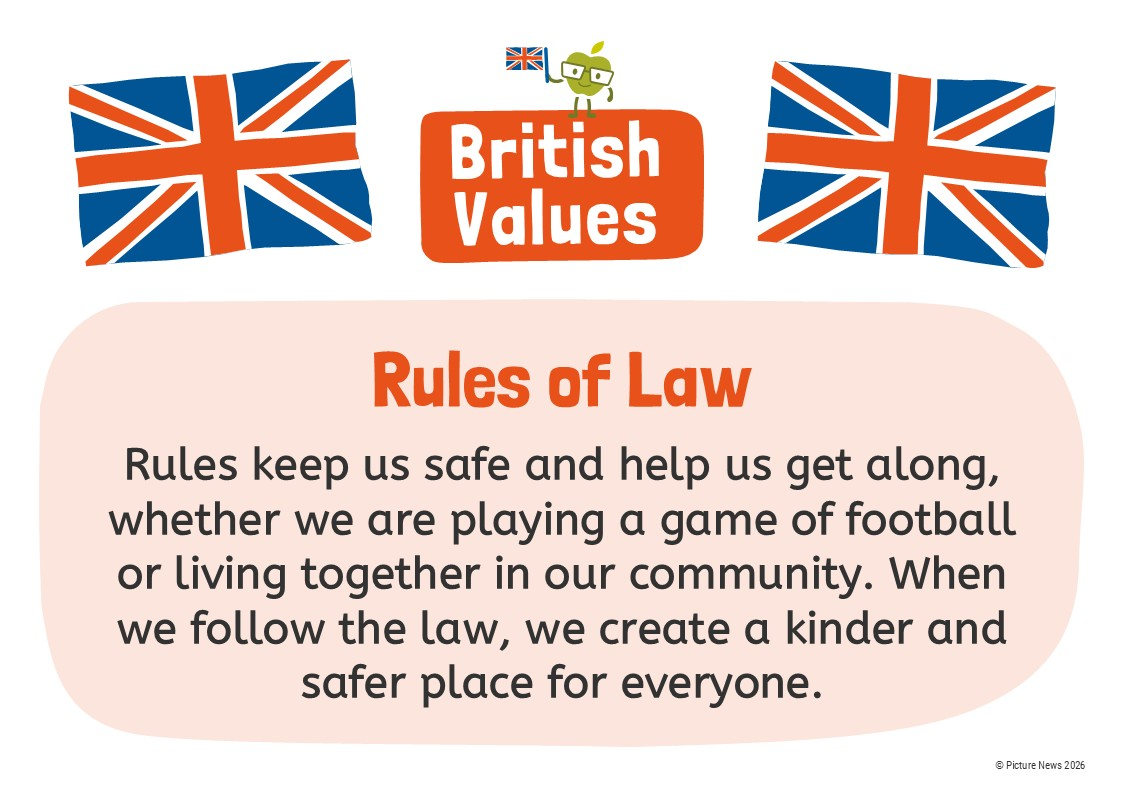 British
Values
Rules of Law
Rules keep us safe and help us get along,
whether we are playing a game of football
or living together in our community. When
we follow the law, we create a kinder and
safer place for everyone.
© Picture News 2026